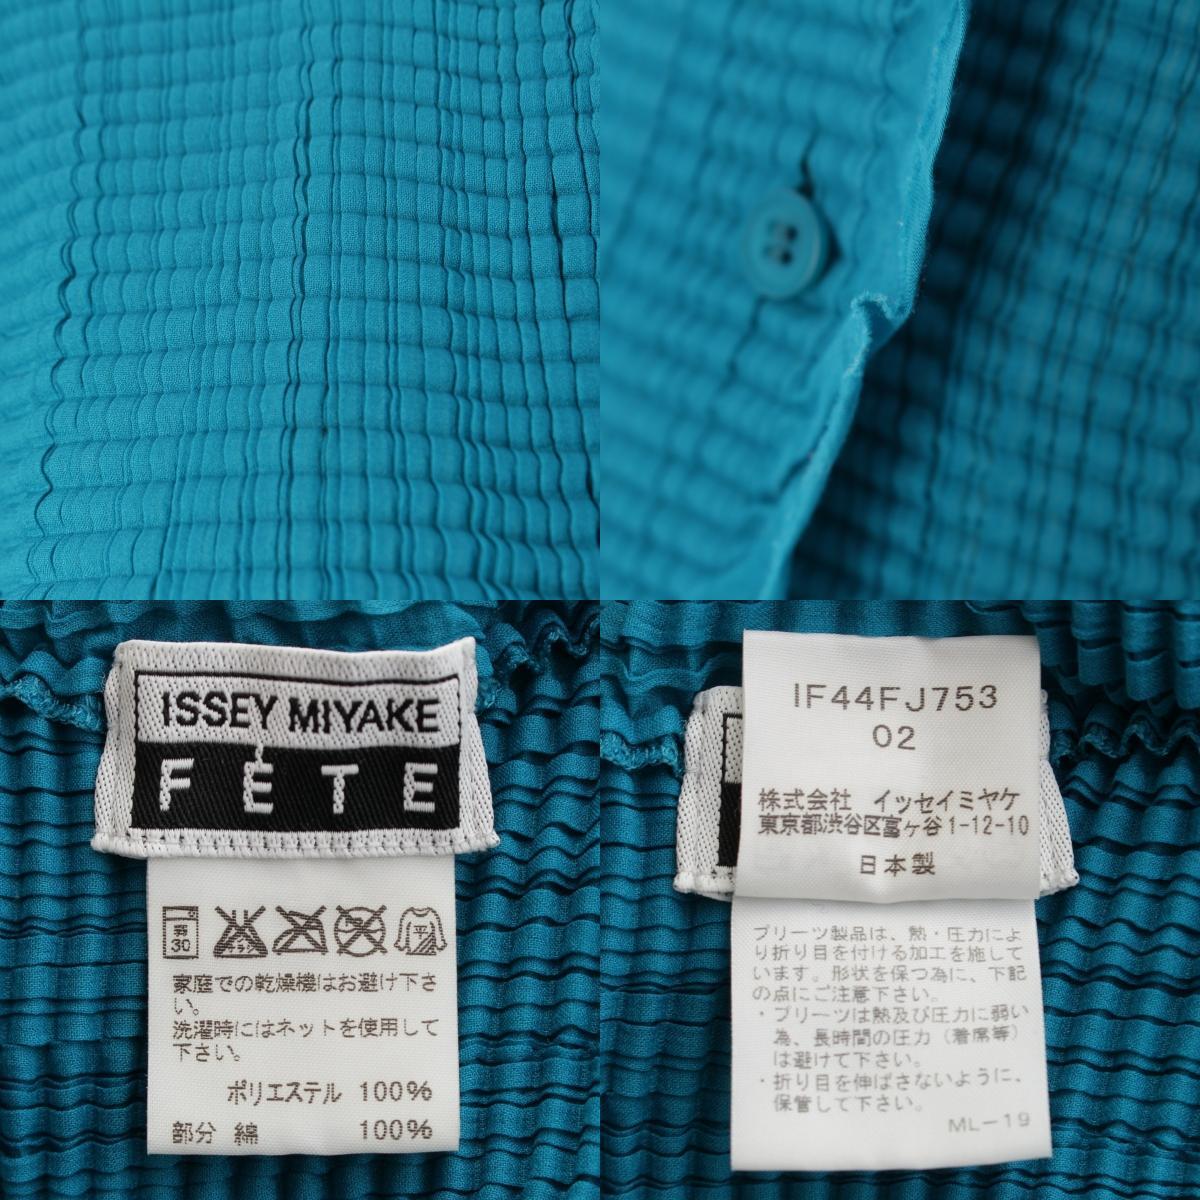 ISSEY MIYAKE
FÉTE
弱
30
平
家庭での乾燥機はお避け下さ
い。
洗濯時にはネットを使用して
下さい。
ポリエステル 100%
部分 綿 100%
IF44FJ753
02
株式会社 イッセイミヤケ
東京都渋谷区富ヶ谷1-12-10
日本製
プリーツ製品は、熱・圧力によ
り折り目を付ける加工を施して
います。形状を保つ為に、下記
の点にご注意下さい。
・プリーツは熱及び圧力に弱い
為、長時間の圧力（着席等）
は避けて下さい。
・折り目を伸ばさないように、
保管して下さい。
ML-19